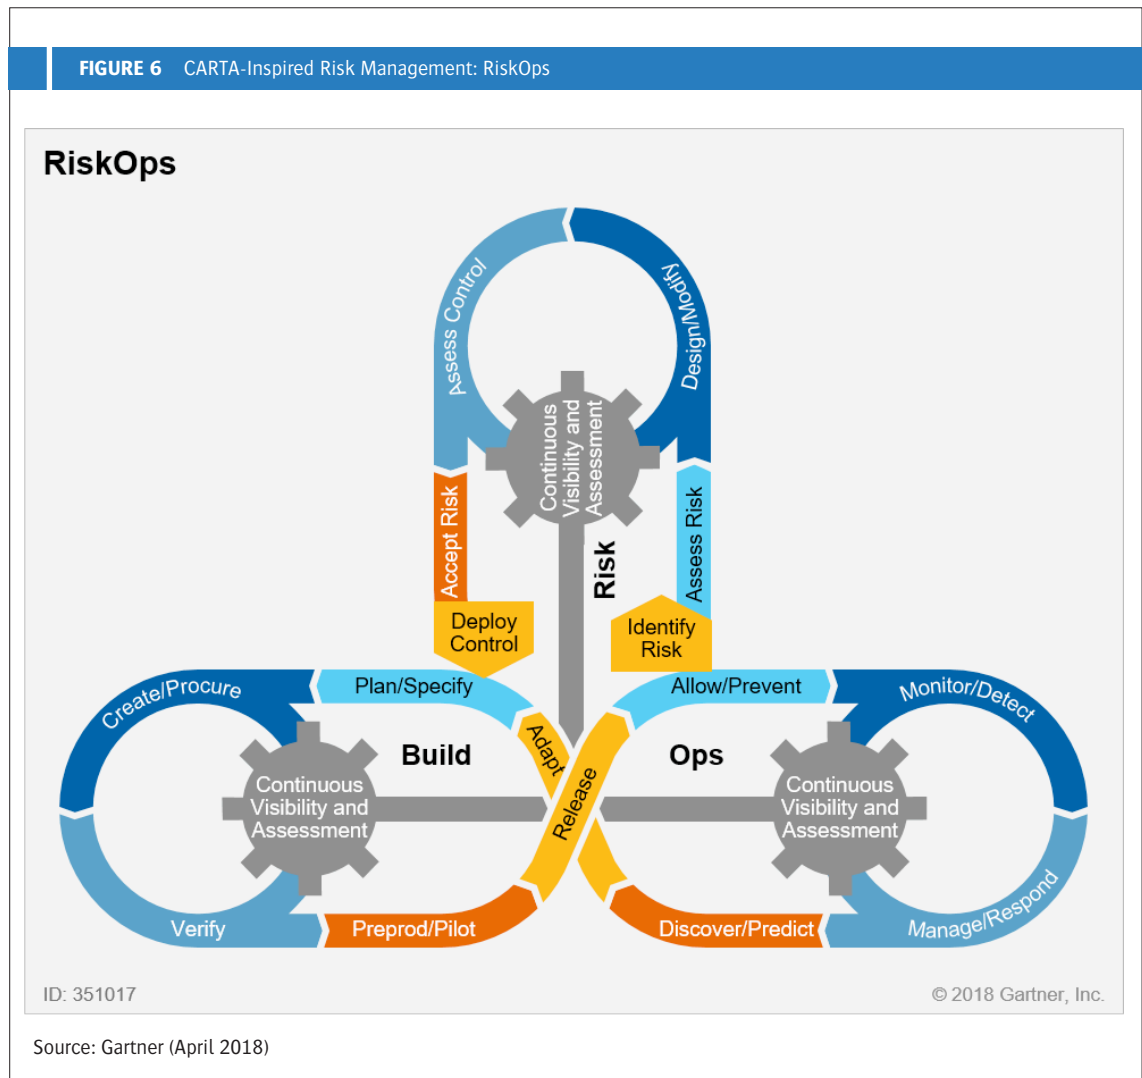 FIGURE 6 CARTA-Inspired Risk Management: RiskOps
RiskOps
Assess Control
Design/Modify
Continuous
Visibility and
Assessment
Accept Risk
Risk
Assess Risk
Deploy
Control
Identify
Risk
Create/Procure
Plan/Specify
Allow/Prevent
Monitor/Detect
Adapt
Build
Ops
Release
Continuous
Visibility and
Assessment
Continuous
Visibility and
Assessment
Verify
Preprod/Pilot
Discover/Predict
Manage/Respond
ID: 351017
© 2018 Gartner, Inc.
Source: Gartner (April 2018)